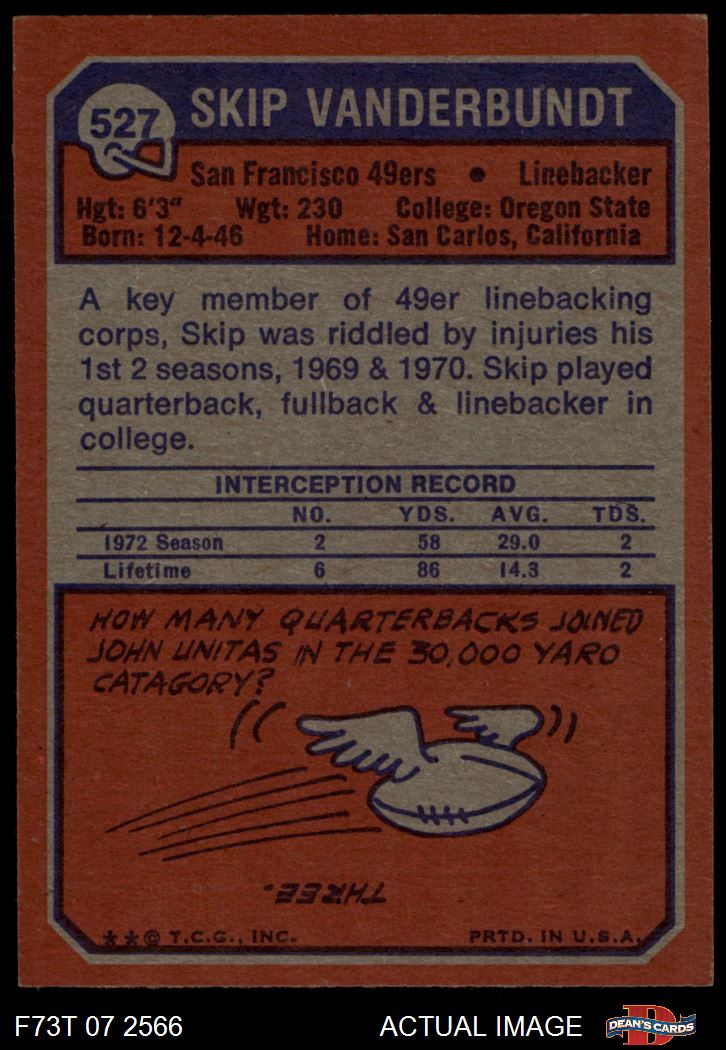 527
SKIP VANDERBUNDT
San Francisco 49ers • Linebacker
Hgt: 6'3" Wgt: 230 College: Oregon State
Born: 12-4-46 Home: San Carlos, California
A key member of 49er linebacking
corps, Skip was riddled by injuries his
1st 2 seasons, 1969 & 1970. Skip played
quarterback, fullback & linebacker in
college.
INTERCEPTION RECORD
NO. YDS. AVG. TDS.
1972 Season 2 58 29.0 2
Lifetime 6 86 14.3 2
HOW MANY QUARTERBACKS JOINED
JOHN UNITAS IN THE 30,000 YARD
CATAGORY?
THREE.
**© T.C.G., INC. PRTD. IN U.S.A.
F73T 07 2566 ACTUAL IMAGE D DEAN'S CARDS